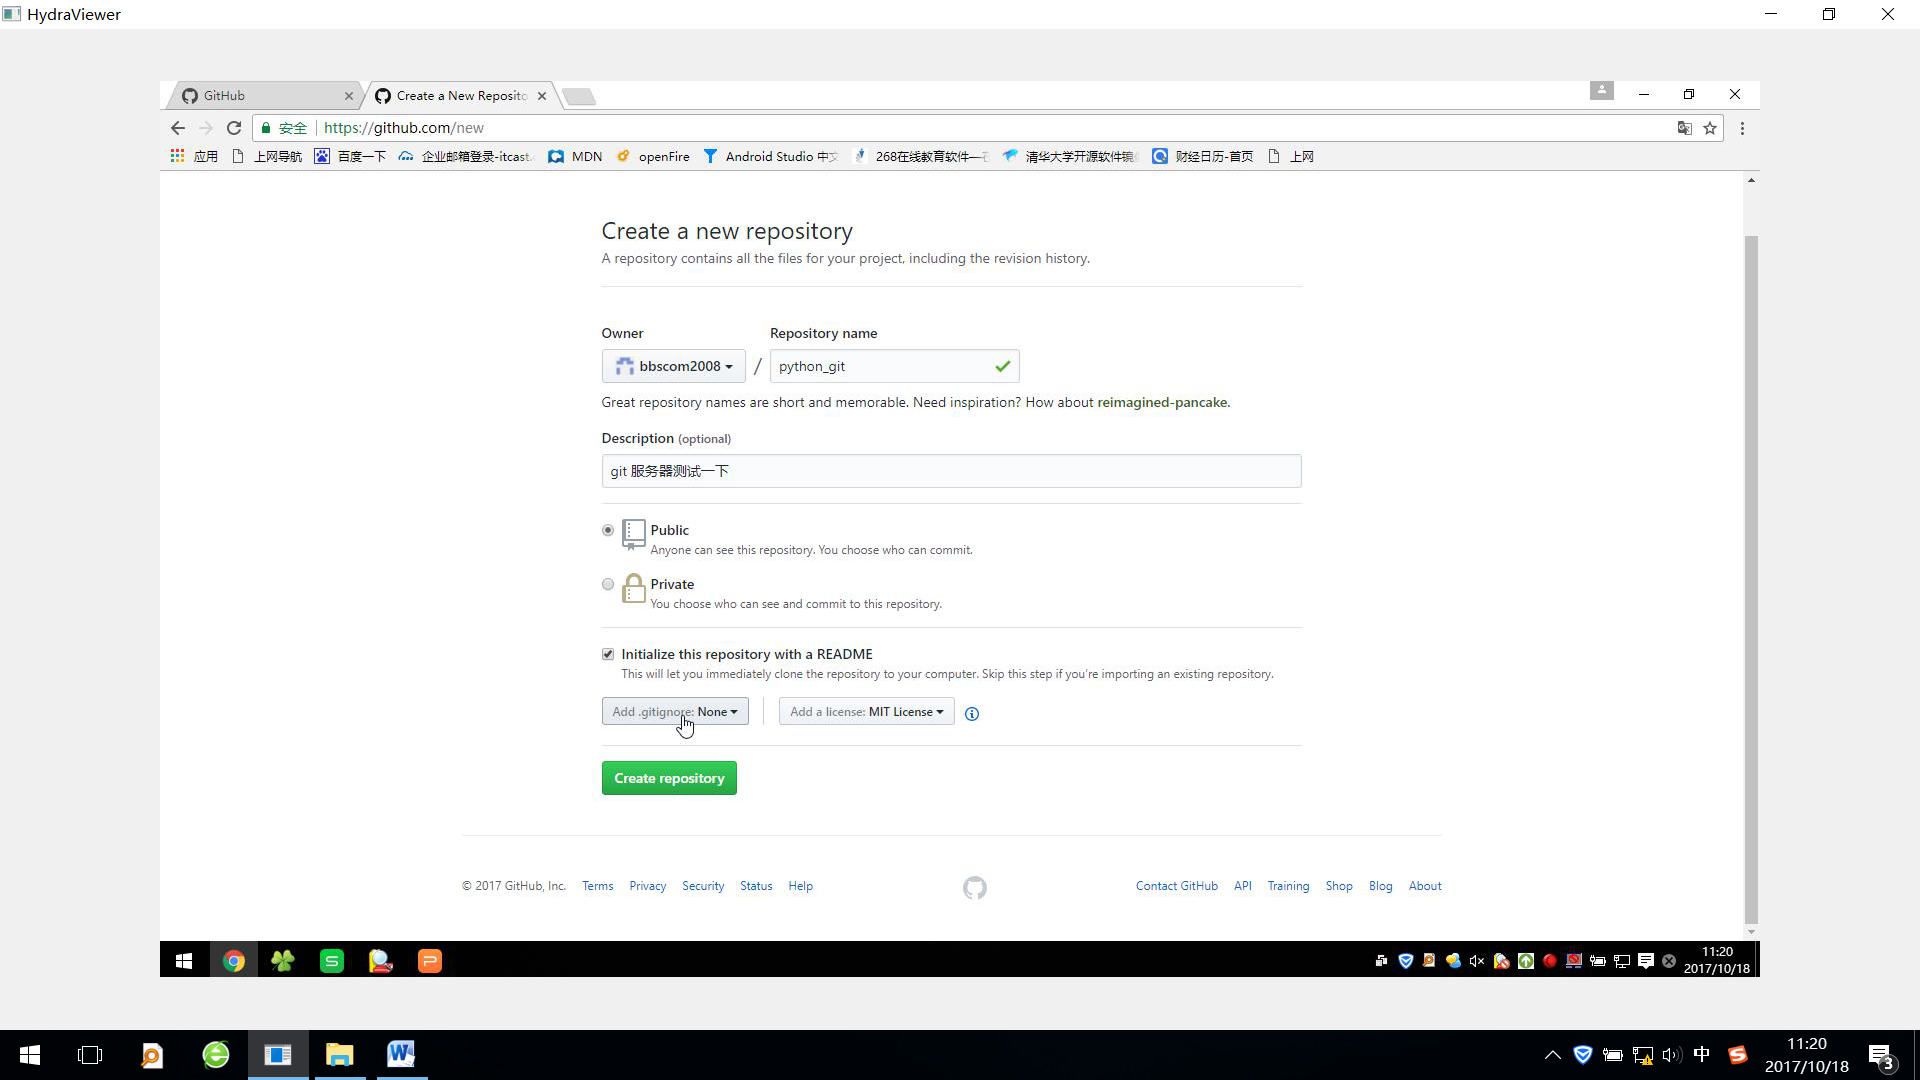 HydraViewer
GitHub
Create a New Reposito
安全
https://github.com/new
应用
上网导航
百度一下
企业邮箱登录-itcast.
MDN
openFire
Android Studio 中文
268在线教育软件—
清华大学开源软件镜
财经日历-首页
上网
Create a new repository
A repository contains all the files for your project, including the revision history.
Owner
Repository name
bbscom2008
/
python_git
Great repository names are short and memorable. Need inspiration? How about reimagined-pancake.
Description (optional)
git 服务器测试一下
Public
Anyone can see this repository. You choose who can commit.
Private
You choose who can see and commit to this repository.
Initialize this repository with a README
This will let you immediately clone the repository to your computer. Skip this step if you're importing an existing repository.
Add .gitignore: None
Add a license: MIT License
Create repository
© 2017 GitHub, Inc.
Terms
Privacy
Security
Status
Help
Contact GitHub
API
Training
Shop
Blog
About
11:20
2017/10/18
中
11:20
2017/10/18
3